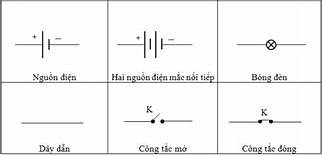 + −
Nguồn điện
+ −
Hai nguồn điện mắc nối tiếp
Bóng đèn
Dây dẫn
K
Công tắc mở
K
Công tắc đóng